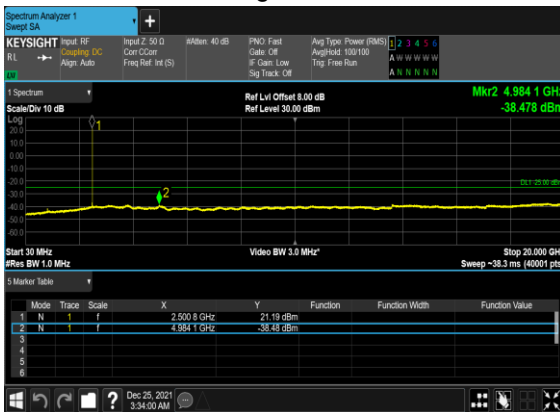 Spectrum Analyzer 1
Swept SA
KEYSIGHT Input: RF Input Z: 50 Ω #Atten: 40 dB PNO: Fast Avg Type: Power (RMS) 1 2 3 4 5 6
RL Coupling: DC Corr CCorr Gate: Off Avg|Hold: 100/100 A W W W W W
Align: Auto Freq Ref: Int (S) IF Gain: Low Trig: Free Run
LV Sig Track: Off A N N N N N
1 Spectrum Ref Lvl Offset 8.00 dB Mkr2 4.984 1 GHz
Scale/Div 10 dB Ref Level 30.00 dBm -38.478 dBm
Log
20.0 1
10.0
0.00
-10.0
-20.0 DL1 -25.00 dBm
-30.0 2
-40.0
-50.0
-60.0
Start 30 MHz Video BW 3.0 MHz* Stop 20.000 GHz
#Res BW 1.0 MHz Sweep ~38.3 ms (40001 pts)
5 Marker Table
Mode Trace Scale X Y Function Function Width Function Value
1 N 1 f 2.500 8 GHz 21.19 dBm
2 N 1 f 4.984 1 GHz -38.48 dBm
3
4
5
6
? Dec 25, 2021
3:34:00 AM